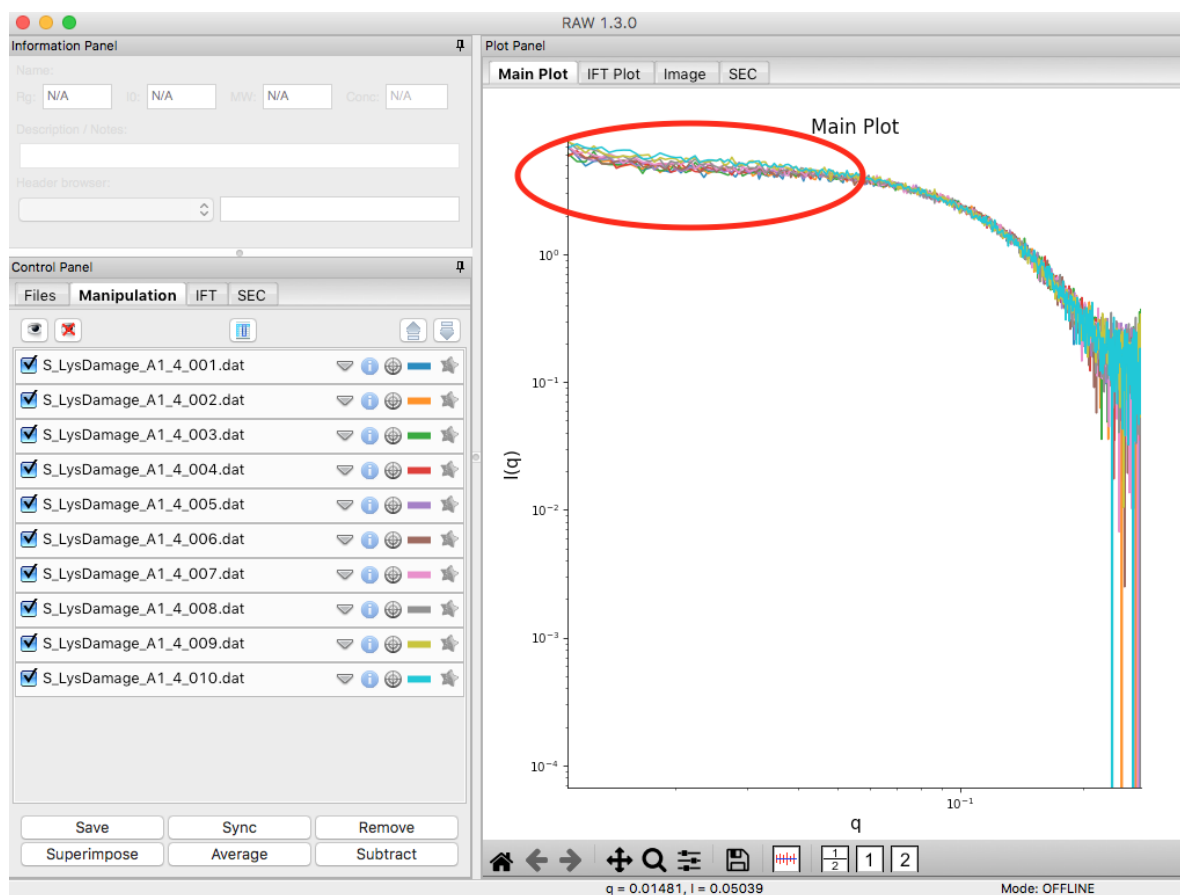 RAW 1.3.0
Information Panel
Name:
Rg: N/A I0: N/A MW: N/A Conc: N/A
Description / Notes:
Header browser:
Control Panel
Files Manipulation IFT SEC
S_LysDamage_A1_4_001.dat
S_LysDamage_A1_4_002.dat
S_LysDamage_A1_4_003.dat
S_LysDamage_A1_4_004.dat
S_LysDamage_A1_4_005.dat
S_LysDamage_A1_4_006.dat
S_LysDamage_A1_4_007.dat
S_LysDamage_A1_4_008.dat
S_LysDamage_A1_4_009.dat
S_LysDamage_A1_4_010.dat
Save Sync Remove
Superimpose Average Subtract
Plot Panel
Main Plot IFT Plot Image SEC
Main Plot
10⁰
10⁻¹
10⁻²
10⁻³
10⁻⁴
I(q)
10⁻¹
q
1/2 1 2
q = 0.01481, I = 0.05039 Mode: OFFLINE